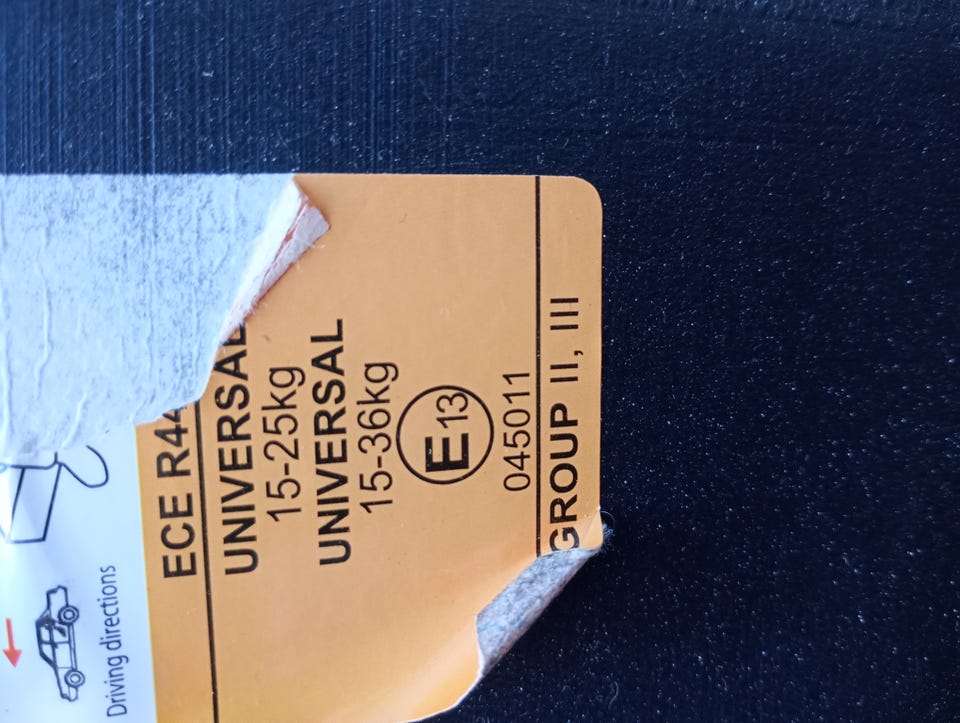 ECE R44
UNIVERSAL
15-25kg
UNIVERSAL
15-36kg
E13
045011
GROUP II, III
Driving directions